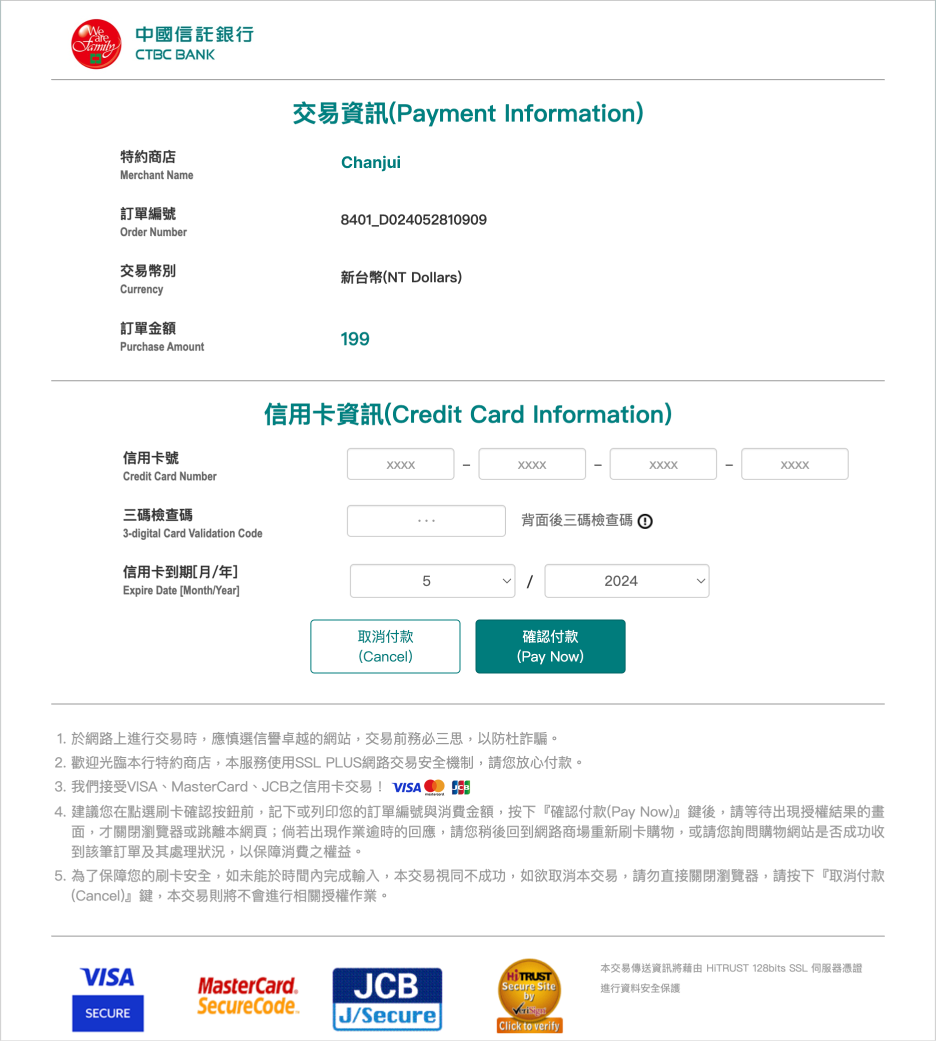 We are Family
中國信託銀行
CTBC BANK
交易資訊(Payment Information)
特約商店
Merchant Name
Chanjui
訂單編號
Order Number
8401_D024052810909
交易幣別
Currency
新台幣(NT Dollars)
訂單金額
Purchase Amount
199
信用卡資訊(Credit Card Information)
信用卡號
Credit Card Number
xxxx – xxxx – xxxx – xxxx
三碼檢查碼
3-digital Card Validation Code
··· 背面後三碼檢查碼
信用卡到期[月/年]
Expire Date [Month/Year]
5 / 2024
取消付款
(Cancel)
確認付款
(Pay Now)
1. 於網路上進行交易時，應慎選信譽卓越的網站，交易前務必三思，以防杜詐騙。
2. 歡迎光臨本行特約商店，本服務使用SSL PLUS網路交易安全機制，請您放心付款。
3. 我們接受VISA、MasterCard、JCB之信用卡交易！ VISA mastercard JCB
4. 建議您在點選刷卡確認按鈕前，記下或列印您的訂單編號與消費金額，按下『確認付款(Pay Now)』鍵後，請等待出現授權結果的畫
面，才關閉瀏覽器或跳離本網頁；倘若出現作業逾時的回應，請您稍後回到網路商場重新刷卡購物，或請您詢問購物網站是否成功收
到該筆訂單及其處理狀況，以保障消費之權益。
5. 為了保障您的刷卡安全，如未能於時間內完成輸入，本交易視同不成功，如欲取消本交易，請勿直接關閉瀏覽器，請按下『取消付款
(Cancel)』鍵，本交易則將不會進行相關授權作業。
VISA
SECURE
MasterCard.
SecureCode.
JCB
J/Secure
HiTRUST
Secure Site
by
VeriSign
Click to verify
本交易傳送資訊將藉由 HiTRUST 128bits SSL 伺服器憑證
進行資料安全保護